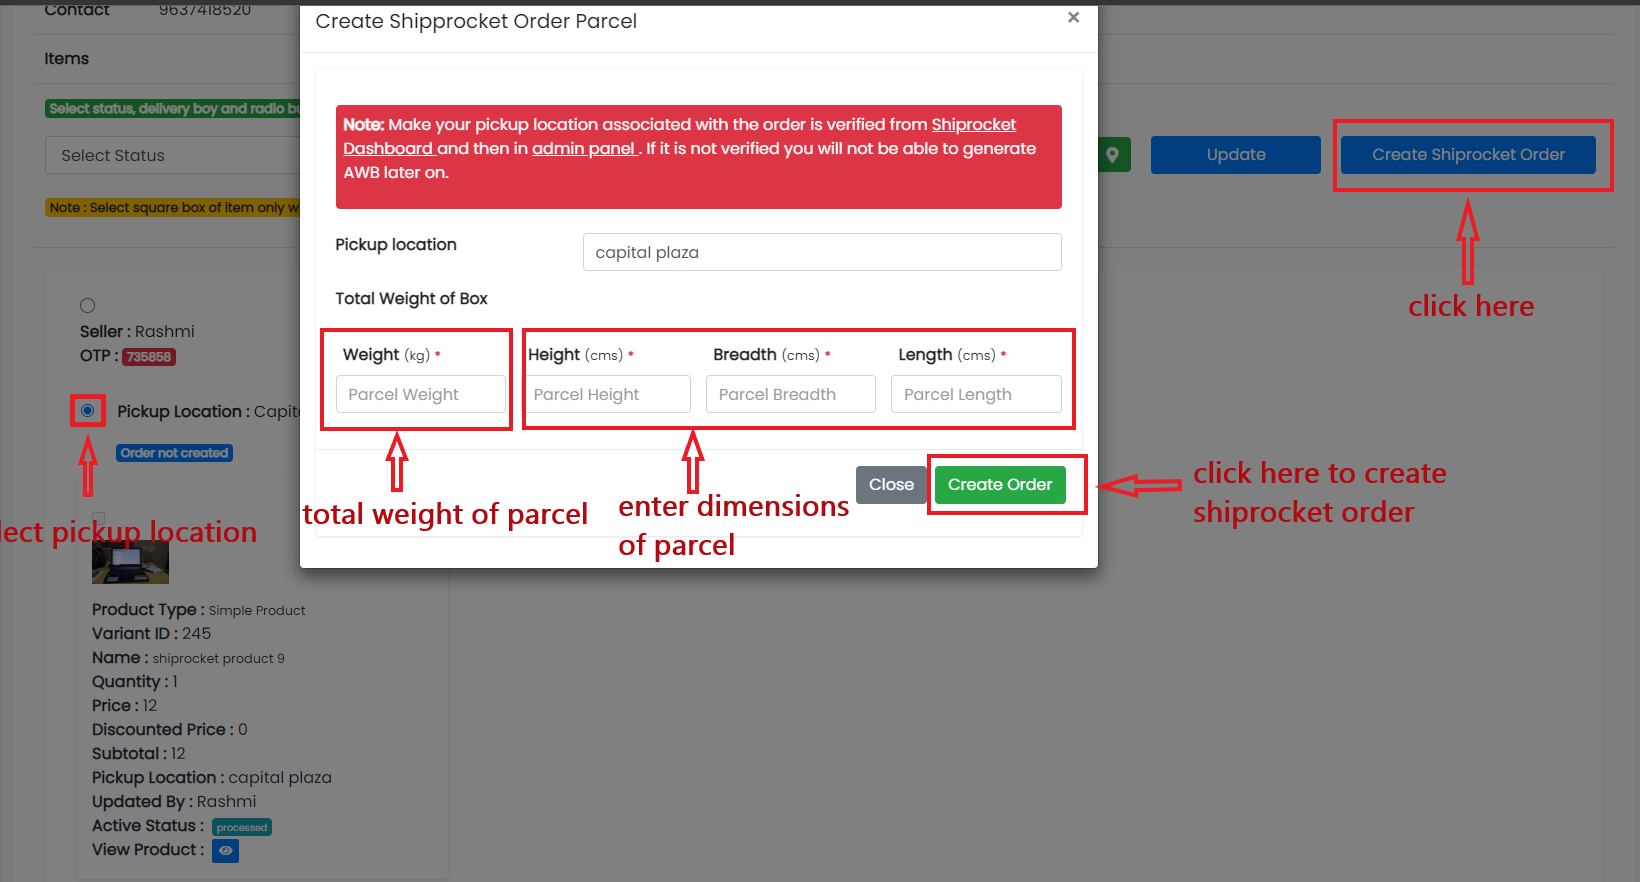 Contact 9637418520
Create Shipprocket Order Parcel
×
Items
Select status, delivery boy and radio
Note: Make your pickup location associated with the order is verified from Shiprocket
Dashboard and then in admin panel . If it is not verified you will not be able to generate
AWB later on.
Select Status
Update
Create Shiprocket Order
Note : Select square box of item only
click here
Pickup location
capital plaza
Total Weight of Box
Seller : Rashmi
OTP : 735858
Weight (kg) *
Height (cms) *
Breadth (cms) *
Length (cms) *
Parcel Weight
Parcel Height
Parcel Breadth
Parcel Length
Pickup Location :
Order not created
Close
Create Order
click here to create
shiprocket order
total weight of parcel
enter dimensions
of parcel
pickup location
Product Type : Simple Product
Variant ID : 245
Name : shiprocket product 9
Quantity : 1
Price : 12
Discounted Price : 0
Subtotal : 12
Pickup Location : capital plaza
Updated By : Rashmi
Active Status : processed
View Product :